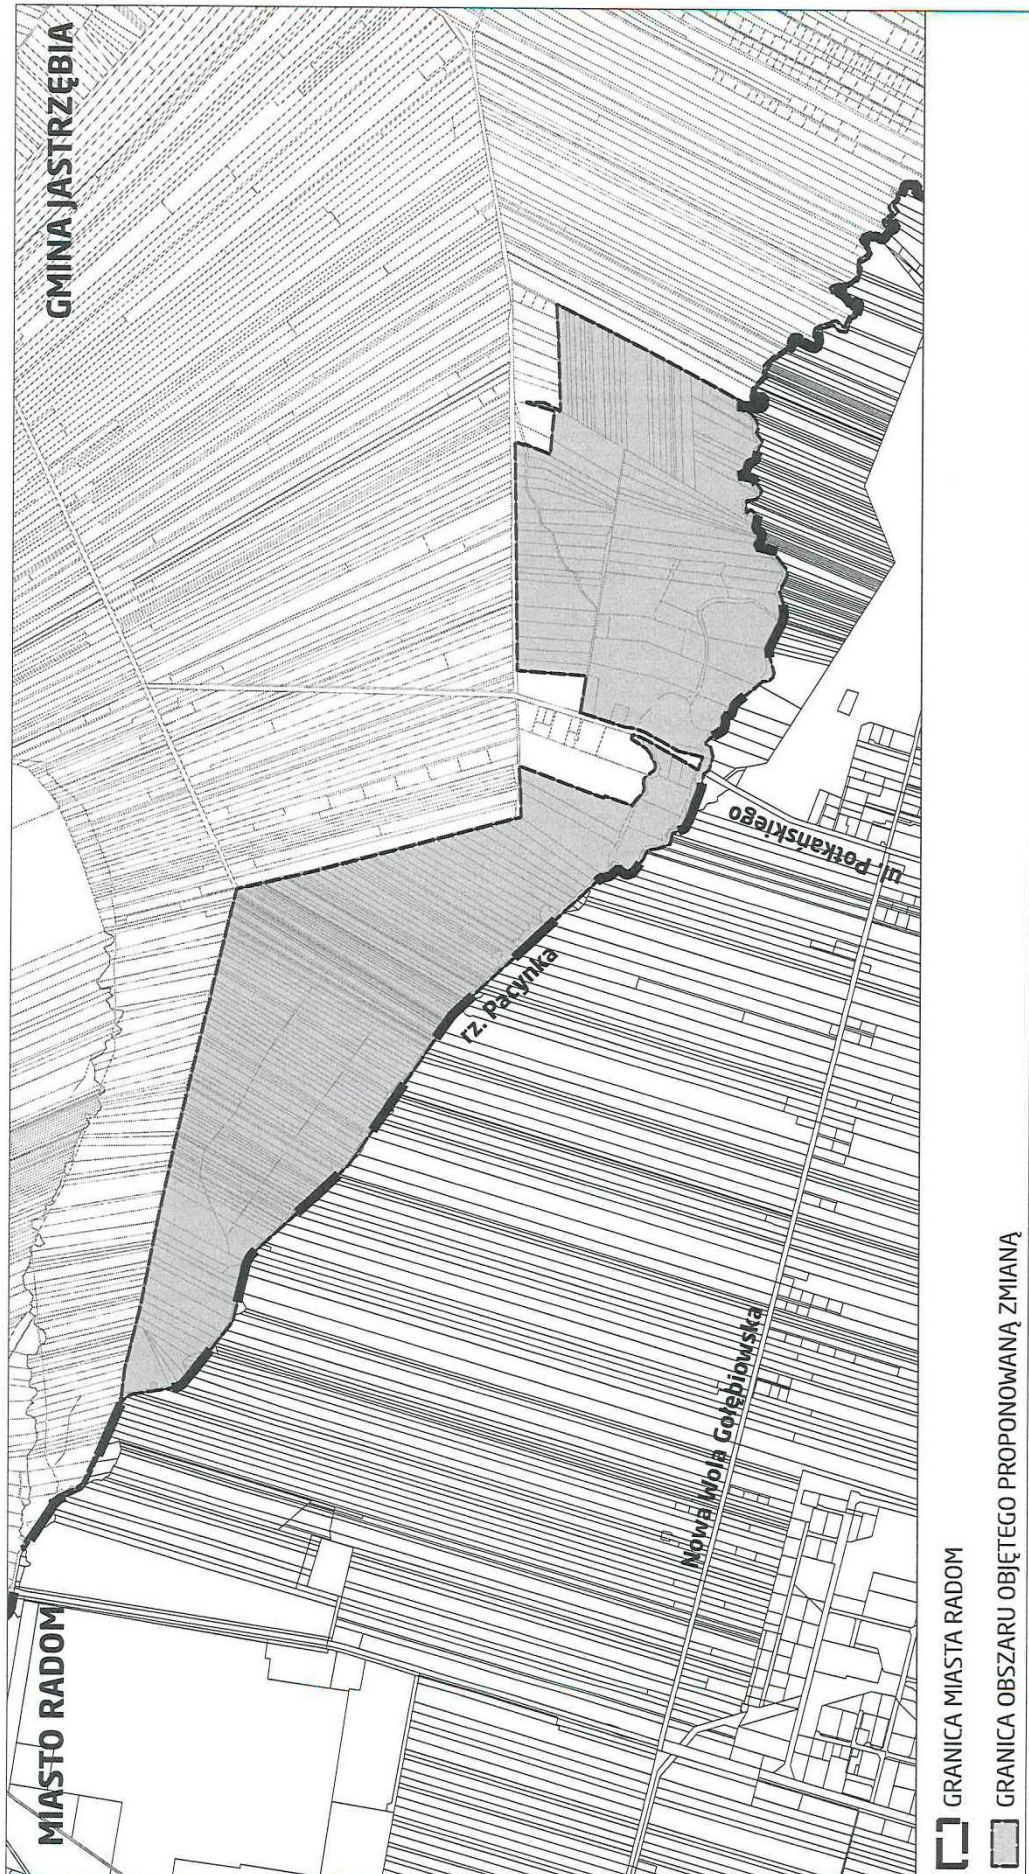 MIASTO RADOM
GMINA JASTRZĘBIA
rz. Pacynka
ul. Potkańskiego
Nowa Wola Gołębiowska
GRANICA MIASTA RADOM
GRANICA OBSZARU OBJĘTEGO PROPONOWANĄ ZMIANĄ